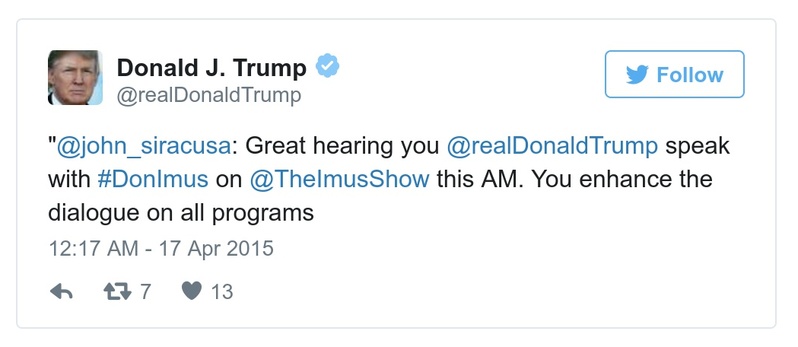 Donald J. Trump
@realDonaldTrump
Follow
"@john_siracusa: Great hearing you @realDonaldTrump speak
with #DonImus on @TheImusShow this AM. You enhance the
dialogue on all programs
12:17 AM - 17 Apr 2015
7 13